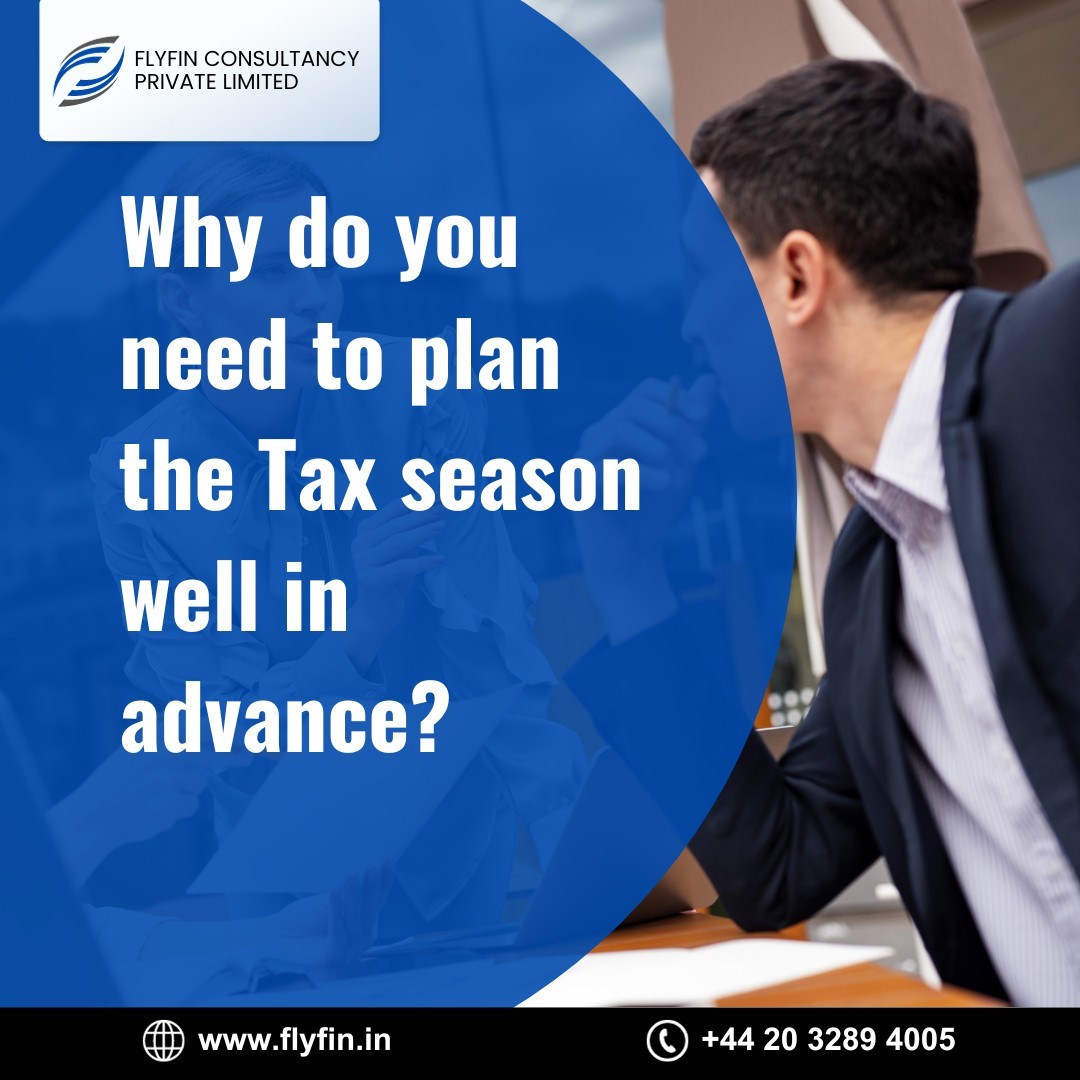 FLYFIN CONSULTANCY
PRIVATE LIMITED
Why do you
need to plan
the Tax season
well in
advance?
www.flyfin.in
+44 20 3289 4005